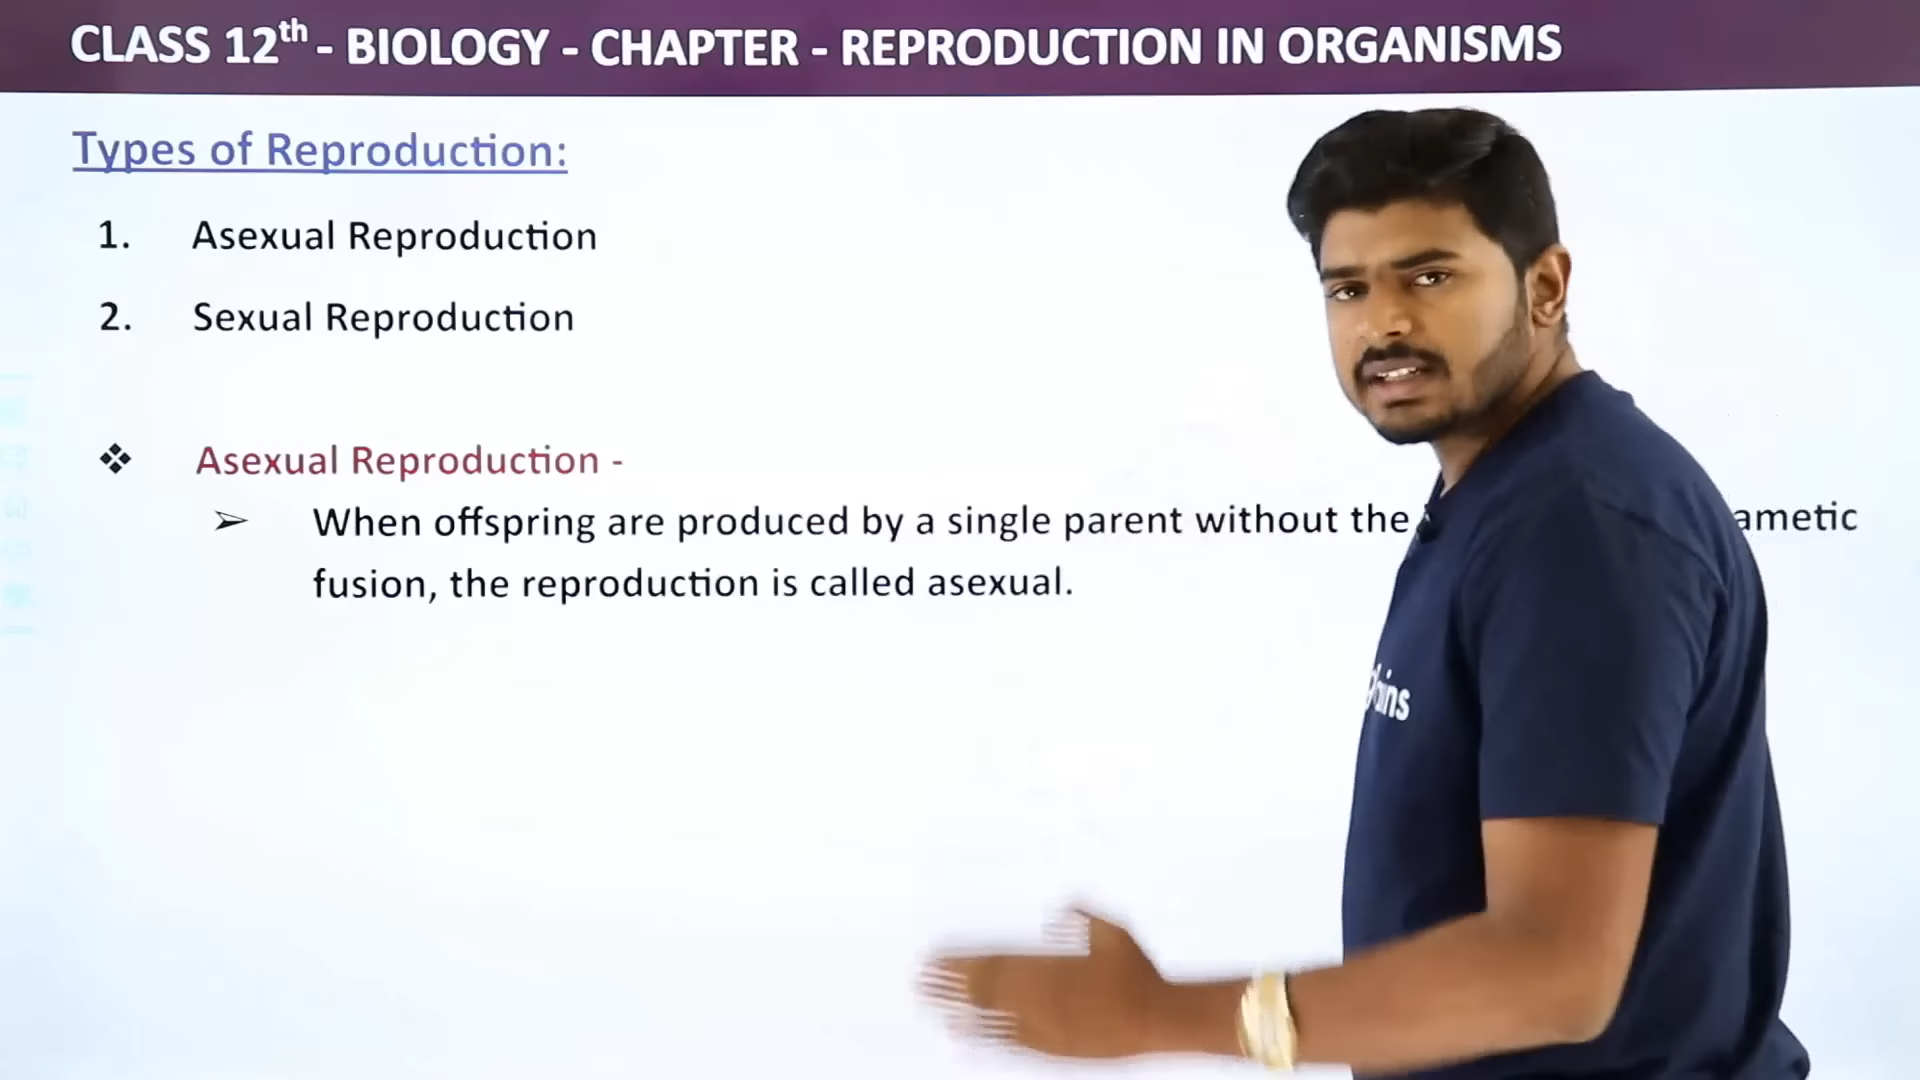 CLASS 12th - BIOLOGY - CHAPTER - REPRODUCTION IN ORGANISMS
Types of Reproduction:
1. Asexual Reproduction
2. Sexual Reproduction
❖ Asexual Reproduction -
➢ When offspring are produced by a single parent without the
fusion, the reproduction is called asexual.